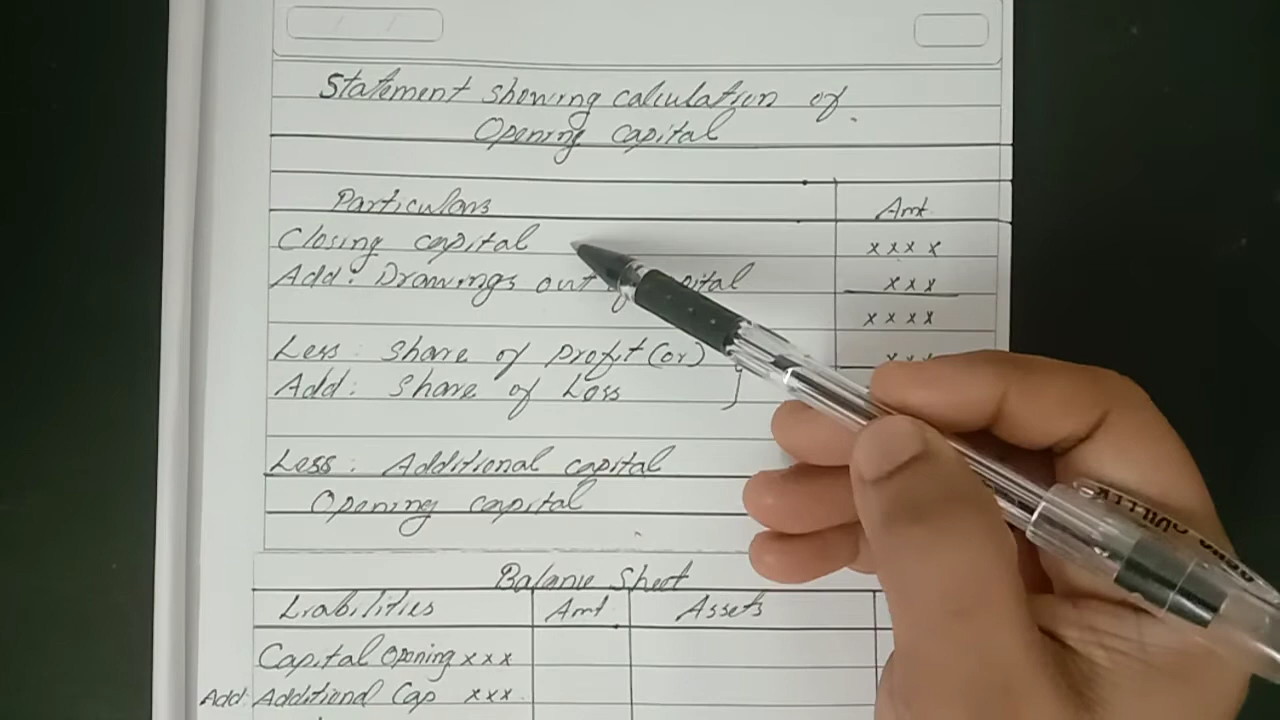 Statement showing calculation of
Opening capital
Particulars Amt
Closing capital xxxx
Add: Drawings out xxx
xxxx
Less: Share of Profit (or) xxx
Add: Share of Loss
Less: Additional capital
Opening capital
Balance Sheet
Liabilities Amt Assets
Capital Opening xxx
Add: Additional Cap xxx